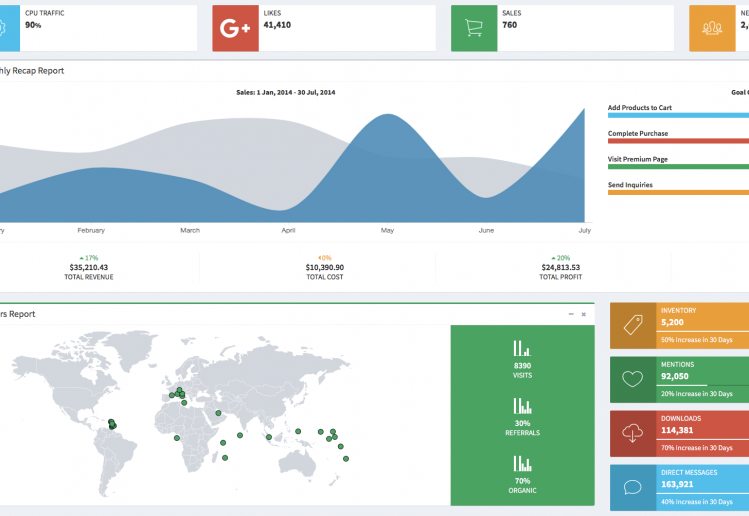 CPU TRAFFIC
90%
G+
LIKES
41,410
SALES
760
NE
2,
hly Recap Report
Sales: 1 Jan, 2014 - 30 Jul, 2014
Goal C
Add Products to Cart
Complete Purchase
Visit Premium Page
Send Inquiries
ry
February
March
April
May
June
July
17%
0%
20%
$35,210.43
$10,390.90
$24,813.53
TOTAL REVENUE
TOTAL COST
TOTAL PROFIT
rs Report
8390
VISITS
30%
REFERRALS
70%
ORGANIC
INVENTORY
5,200
50% Increase in 30 Days
MENTIONS
92,050
20% Increase in 30 Days
DOWNLOADS
114,381
70% Increase in 30 Days
DIRECT MESSAGES
163,921
40% Increase in 30 Days